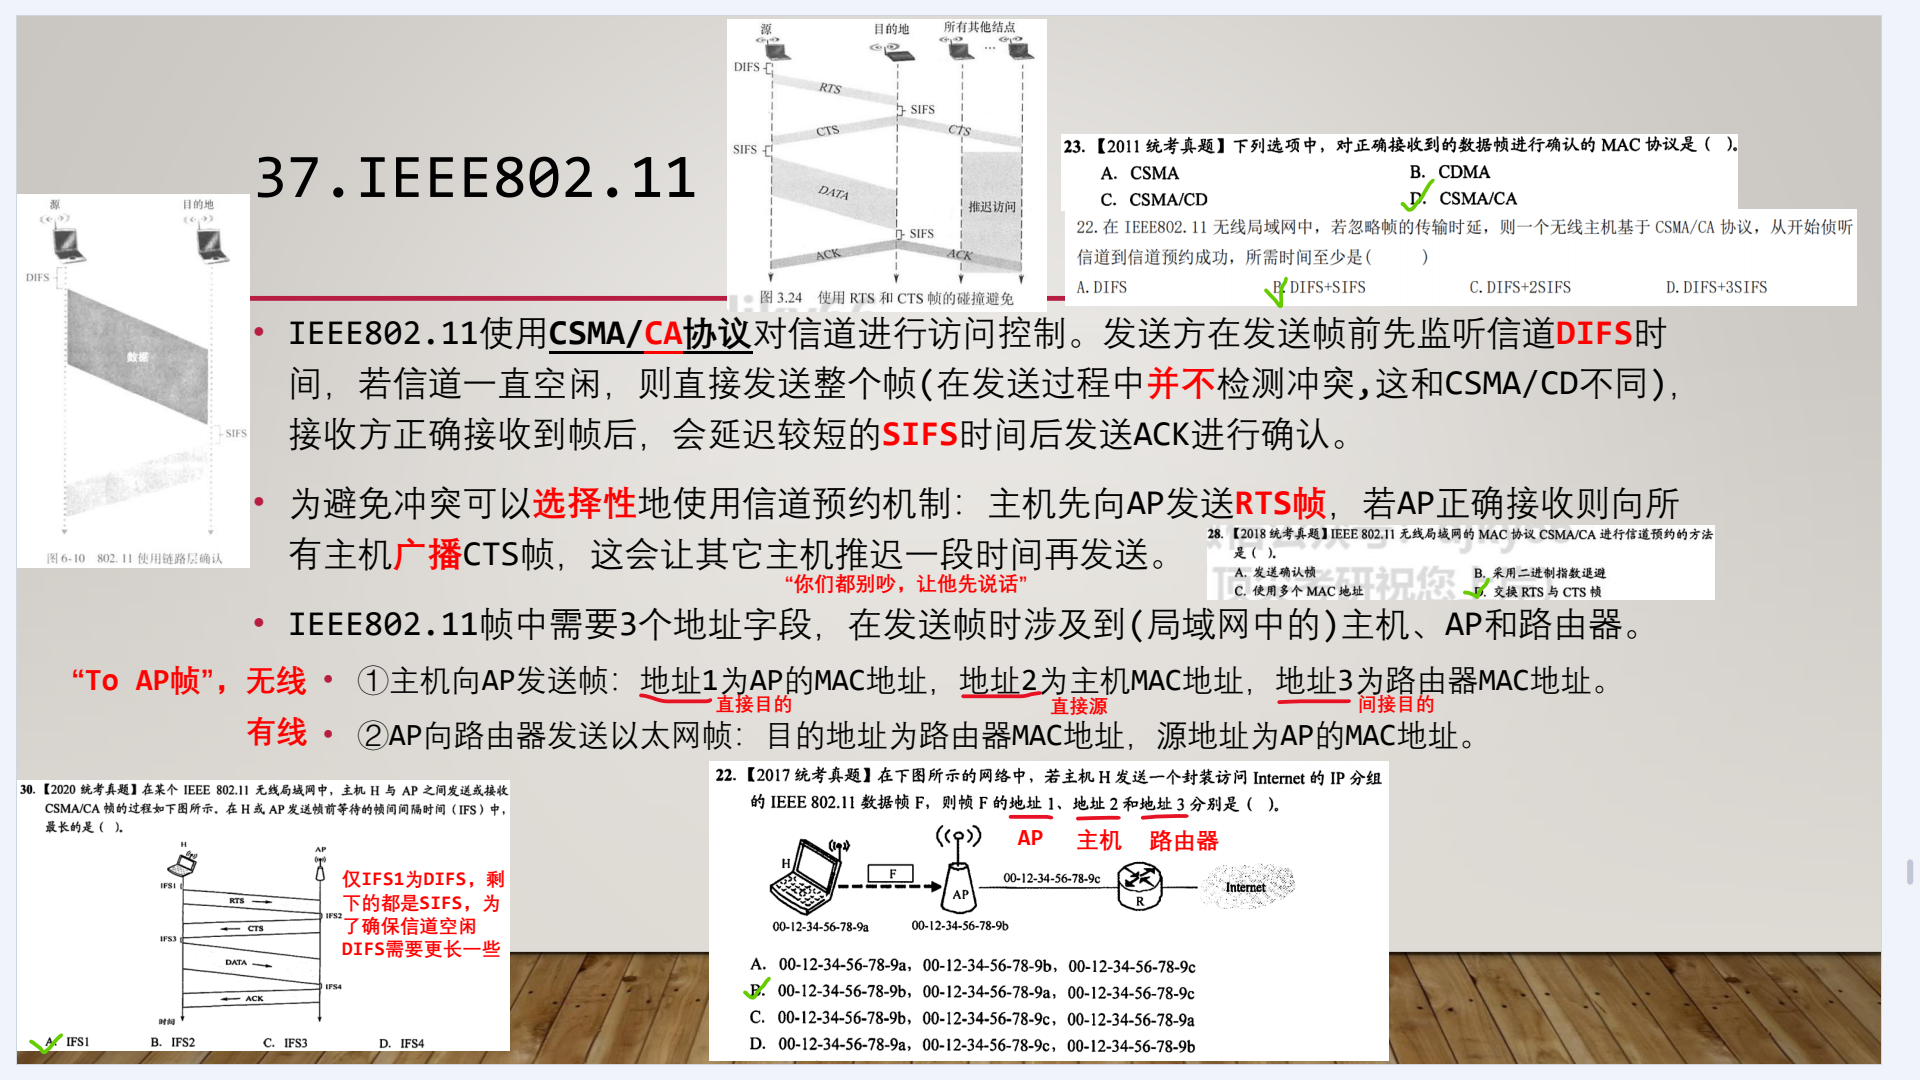 37.IEEE802.11
源
目的地
所有其他结点
...
DIFS
RTS
SIFS
CTS
CTS
SIFS
DATA
推迟访问
SIFS
ACK
ACK
图 3.24 使用 RTS 和 CTS 帧的碰撞避免
源
目的地
DIFS
数据
SIFS
图 6-10 802. 11 使用链路层确认
23.【2011 统考真题】下列选项中，对正确接收到的数据帧进行确认的 MAC 协议是（ ）。
A. CSMA
B. CDMA
C. CSMA/CD
D. CSMA/CA
22.在 IEEE802.11 无线局域网中，若忽略帧的传输时延，则一个无线主机基于 CSMA/CA 协议，从开始侦听
信道到信道预约成功，所需时间至少是( )
A.DIFS
B.DIFS+SIFS
C.DIFS+2SIFS
D.DIFS+3SIFS
• IEEE802.11使用CSMA/CA协议对信道进行访问控制。发送方在发送帧前先监听信道DIFS时
间，若信道一直空闲，则直接发送整个帧(在发送过程中并不检测冲突,这和CSMA/CD不同)，
接收方正确接收到帧后，会延迟较短的SIFS时间后发送ACK进行确认。
• 为避免冲突可以选择性地使用信道预约机制：主机先向AP发送RTS帧，若AP正确接收则向所
有主机广播CTS帧，这会让其它主机推迟一段时间再发送。
“你们都别吵，让他先说话”
28.【2018 统考真题】IEEE 802.11 无线局域网的 MAC 协议 CSMA/CA 进行信道预约的方法
是（ ）。
A. 发送确认帧
B. 采用二进制指数退避
C. 使用多个 MAC 地址
D. 交换 RTS 与 CTS 帧
• IEEE802.11帧中需要3个地址字段，在发送帧时涉及到(局域网中的)主机、AP和路由器。
“To AP帧”，无线 • ①主机向AP发送帧：地址1为AP的MAC地址，地址2为主机MAC地址，地址3为路由器MAC地址。
直接目的
直接源
间接目的
有线 • ②AP向路由器发送以太网帧：目的地址为路由器MAC地址，源地址为AP的MAC地址。
30.【2020 统考真题】在某个 IEEE 802.11 无线局域网中，主机 H 与 AP 之间发送或接收
CSMA/CA 帧的过程如下图所示。在 H 或 AP 发送帧前等待的帧间间隔时间（IFS）中，
最长的是（ ）。
H
AP
IFS1
RTS
IFS2
CTS
IFS3
DATA
IFS4
ACK
时间
仅IFS1为DIFS，剩
下的都是SIFS，为
了确保信道空闲
DIFS需要更长一些
A. IFS1
B. IFS2
C. IFS3
D. IFS4
22.【2017 统考真题】在下图所示的网络中，若主机 H 发送一个封装访问 Internet 的 IP 分组
的 IEEE 802.11 数据帧 F，则帧 F 的地址 1、地址 2 和地址 3 分别是（ ）。
AP
主机
路由器
H
F
AP
00-12-34-56-78-9c
R
Internet
00-12-34-56-78-9a
00-12-34-56-78-9b
A. 00-12-34-56-78-9a，00-12-34-56-78-9b，00-12-34-56-78-9c
B. 00-12-34-56-78-9b，00-12-34-56-78-9a，00-12-34-56-78-9c
C. 00-12-34-56-78-9b，00-12-34-56-78-9c，00-12-34-56-78-9a
D. 00-12-34-56-78-9a，00-12-34-56-78-9c，00-12-34-56-78-9b